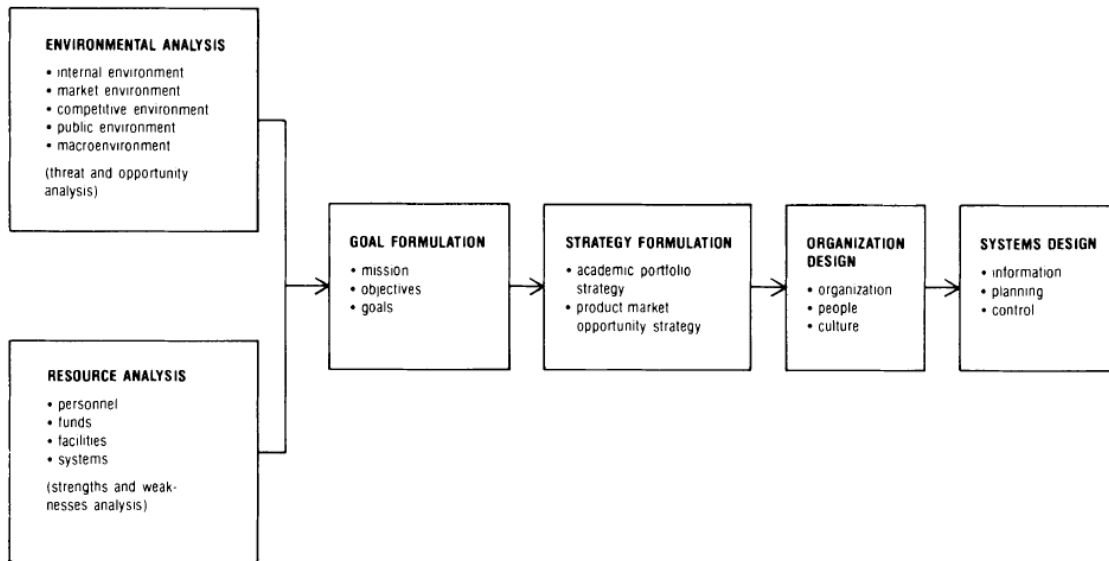 ENVIRONMENTAL ANALYSIS
• internal environment
• market environment
• competitive environment
• public environment
• macroenvironment
(threat and opportunity
analysis)
RESOURCE ANALYSIS
• personnel
• funds
• facilities
• systems
(strengths and weak-
nesses analysis)
GOAL FORMULATION
• mission
• objectives
• goals
STRATEGY FORMULATION
• academic portfolio
strategy
• product market
opportunity strategy
ORGANIZATION
DESIGN
• organization
• people
• culture
SYSTEMS DESIGN
• information
• planning
• control